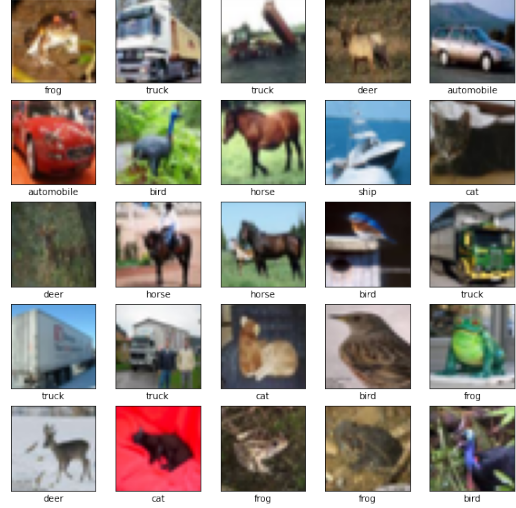 frog truck truck deer automobile
automobile bird horse ship cat
deer horse horse bird truck
truck truck cat bird frog
deer cat frog frog bird